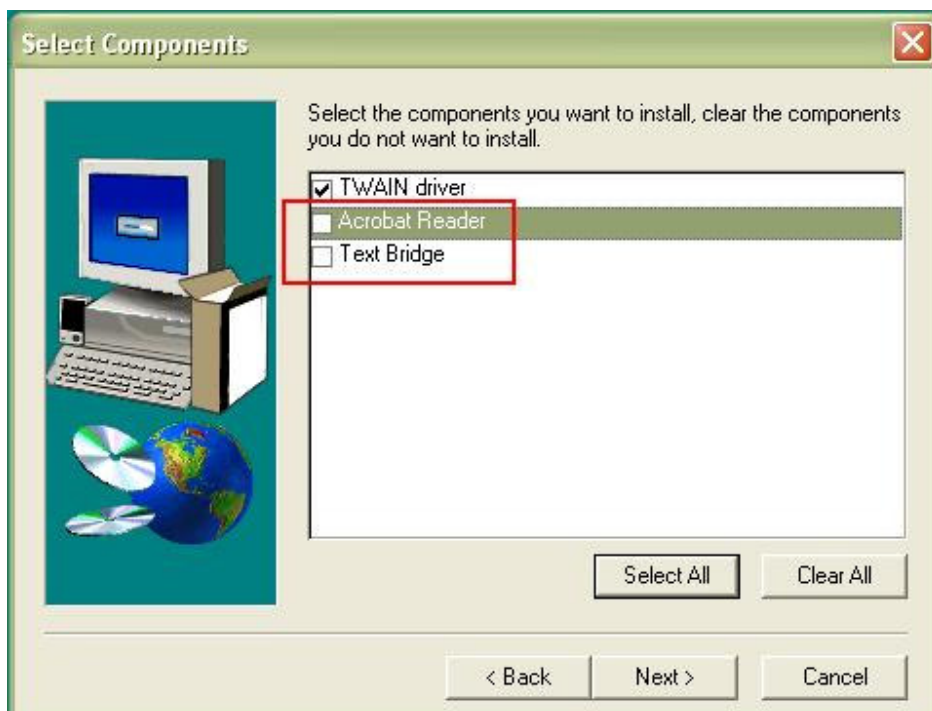 Select Components
Select the components you want to install, clear the components
you do not want to install.
TWAIN driver
Acrobat Reader
Text Bridge
Select All
Clear All
< Back
Next >
Cancel